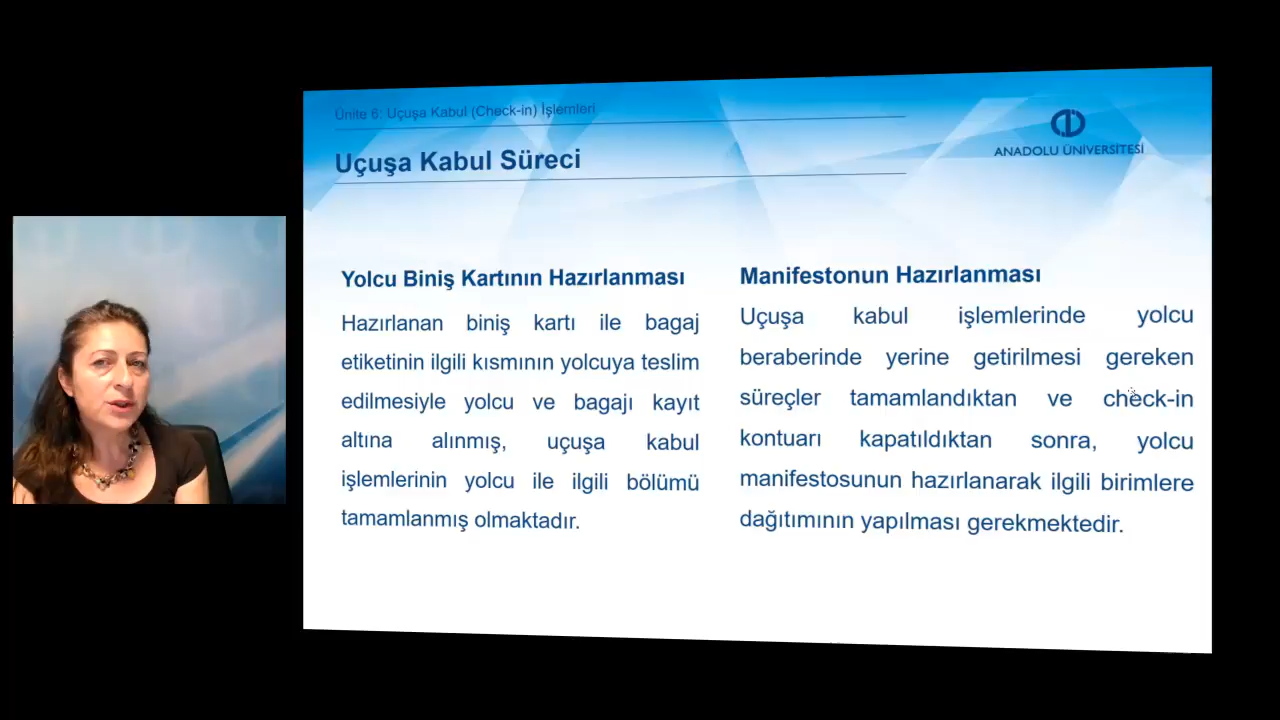 Ünite 6: Uçuşa Kabul (Check-in) İşlemleri
Uçuşa Kabul Süreci
ANADOLU ÜNİVERSİTESİ
Yolcu Biniş Kartının Hazırlanması
Hazırlanan biniş kartı ile bagaj
etiketinin ilgili kısmının yolcuya teslim
edilmesiyle yolcu ve bagajı kayıt
altına alınmış, uçuşa kabul
işlemlerinin yolcu ile ilgili bölümü
tamamlanmış olmaktadır.
Manifestonun Hazırlanması
Uçuşa kabul işlemlerinde yolcu
beraberinde yerine getirilmesi gereken
süreçler tamamlandıktan ve check-in
kontuarı kapatıldıktan sonra, yolcu
manifestosunun hazırlanarak ilgili birimlere
dağıtımının yapılması gerekmektedir.